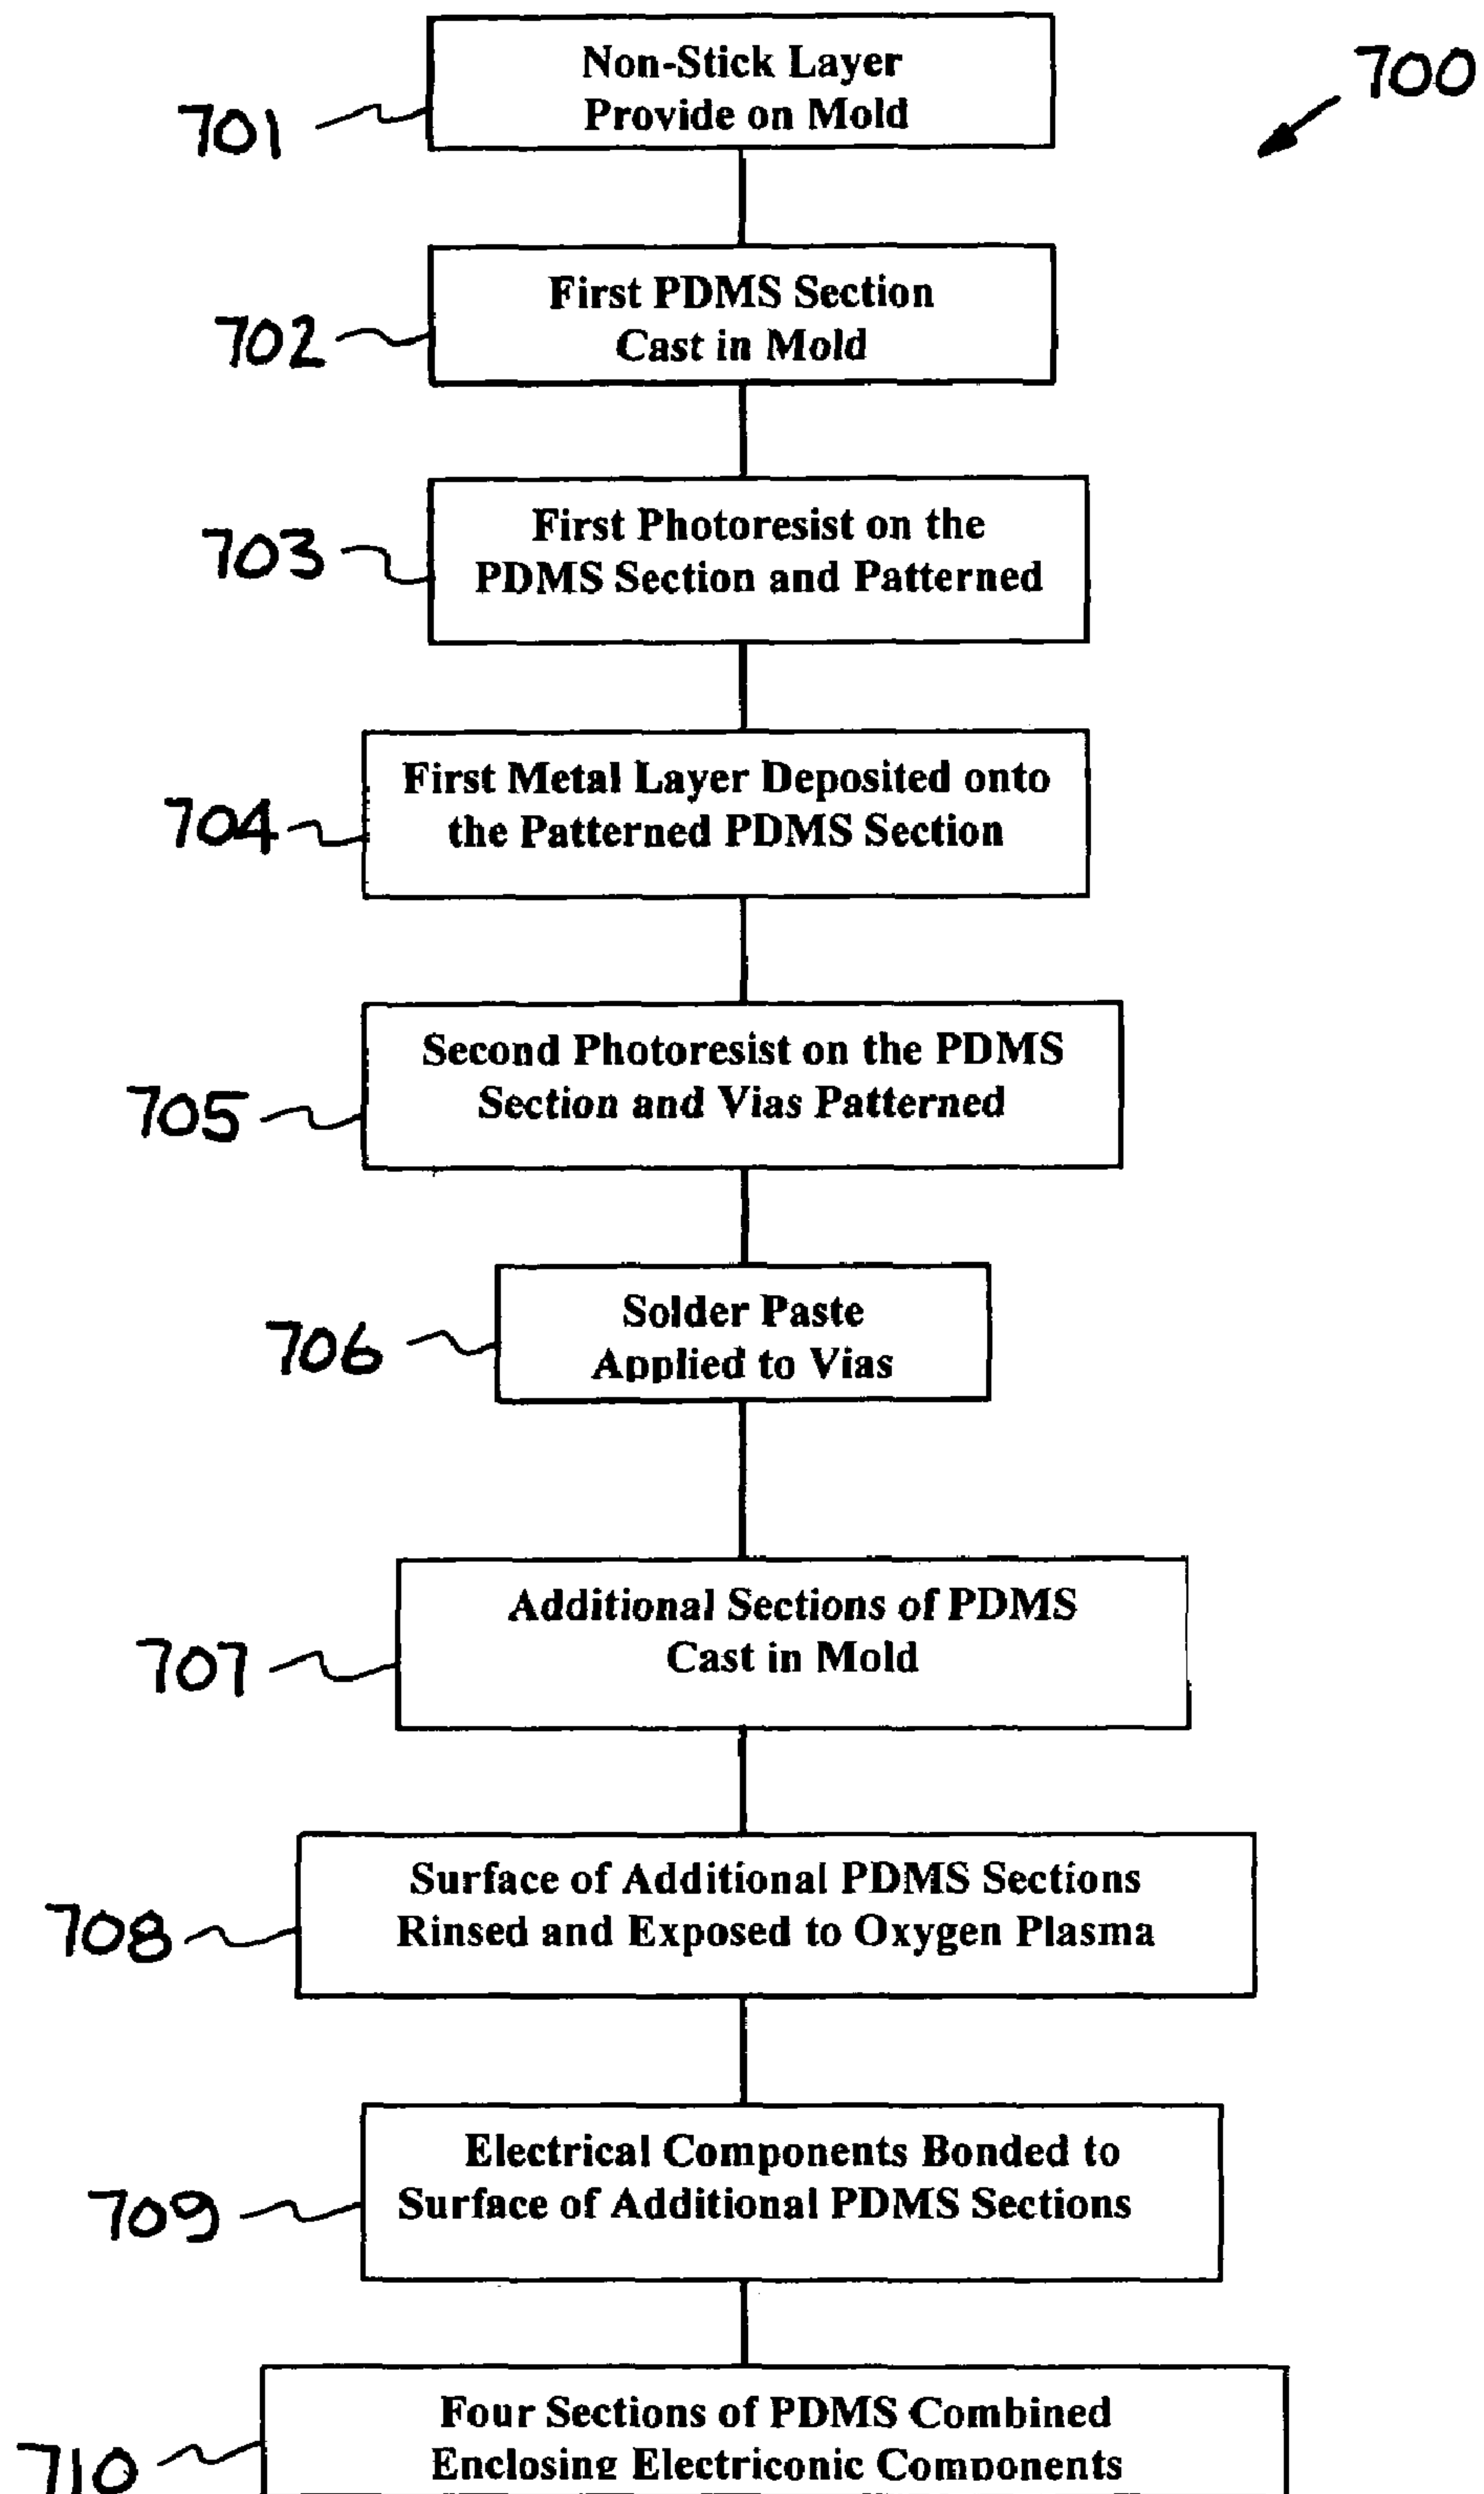 700
Non-Stick Layer
Provide on Mold
701
First PDMS Section
Cast in Mold
702
First Photoresist on the
PDMS Section and Patterned
703
First Metal Layer Deposited onto
the Patterned PDMS Section
704
Second Photoresist on the PDMS
Section and Vias Patterned
705
Solder Paste
Applied to Vias
706
Additional Sections of PDMS
Cast in Mold
707
Surface of Additional PDMS Sections
Rinsed and Exposed to Oxygen Plasma
708
Electrical Components Bonded to
Surface of Additional PDMS Sections
709
Four Sections of PDMS Combined
Enclosing Electriconic Components
710